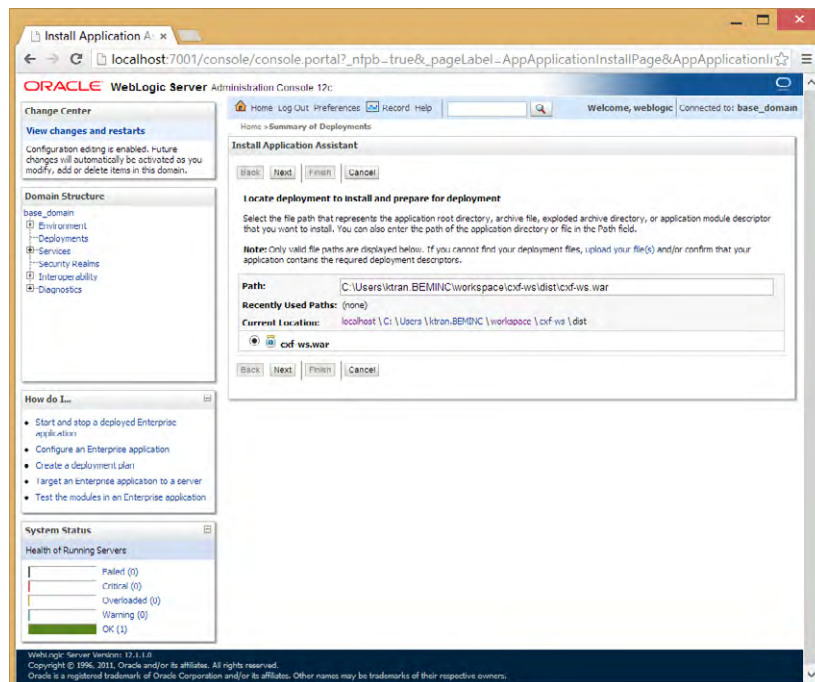 Install Application A
localhost:7001/console/console.portal?_nfpb=true&_pageLabel=AppApplicationInstallPage&AppApplicationI
ORACLE WebLogic Server Administration Console 12c
Change Center
View changes and restarts
Configuration editing is enabled. Future
changes will automatically be activated as you
modify, add or delete items in this domain.
Domain Structure
base_domain
Environment
Deployments
Services
Security Realms
Interoperability
Diagnostics
How do I...
Start and stop a deployed Enterprise
application
Configure an Enterprise application
Create a deployment plan
Target an Enterprise application to a server
Test the modules in an Enterprise application
System Status
Health of Running Servers
Failed (0)
Critical (0)
Overloaded (0)
Warning (0)
OK (1)
Home Log Out Preferences Record Help
Welcome, weblogic Connected to: base_domain
Home >Summary of Deployments
Install Application Assistant
Back Next Finish Cancel
Locate deployment to install and prepare for deployment
Select the file path that represents the application root directory, archive file, exploded archive directory, or application module descriptor
that you want to install. You can also enter the path of the application directory or file in the Path field.
Note: Only valid file paths are displayed below. If you cannot find your deployment files, upload your file(s) and/or confirm that your
application contains the required deployment descriptors.
Path: C:\Users\ktran.BEMINC\workspace\cxf-ws\dist\cxf-ws.war
Recently Used Paths: (none)
Current Location: localhost \ C: \ Users \ ktran.BEMINC \ workspace \ cxf-ws \ dist
cxf-ws.war
Back Next Finish Cancel
WebLogic Server Version: 12.1.1.0
Copyright © 1996, 2011, Oracle and/or its affiliates. All rights reserved.
Oracle is a registered trademark of Oracle Corporation and/or its affiliates. Other names may be trademarks of their respective owners.